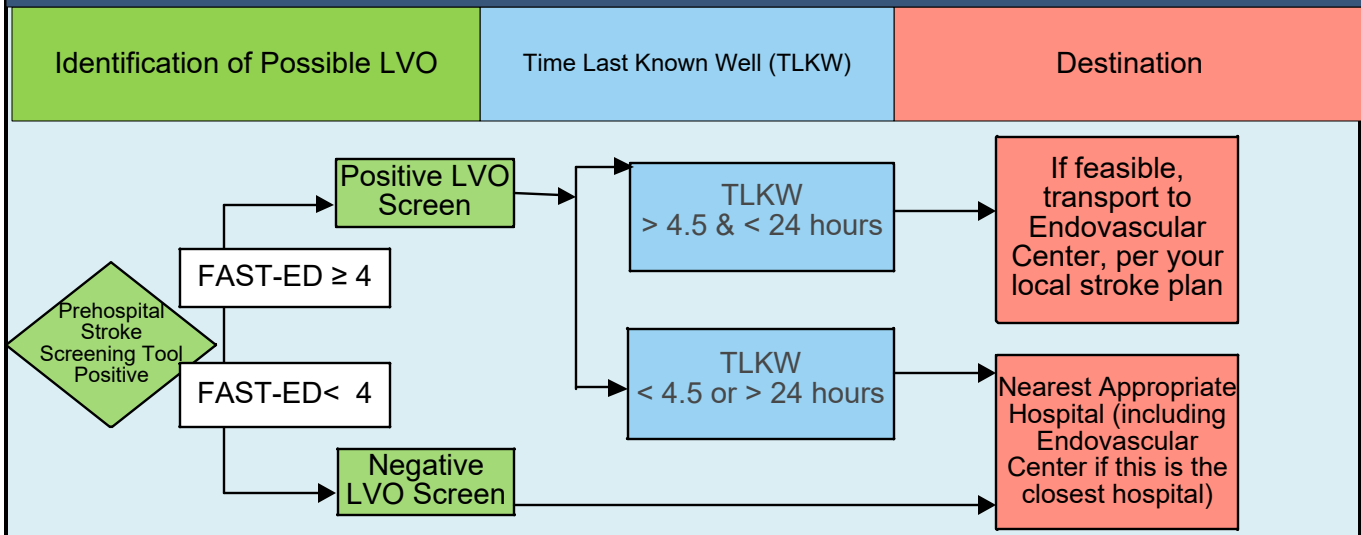 Identification of Possible LVO
Time Last Known Well (TLKW)
Destination
Prehospital
Stroke
Screening Tool
Positive
FAST-ED ≥ 4
FAST-ED< 4
Positive LVO
Screen
Negative
LVO Screen
TLKW
> 4.5 & < 24 hours
TLKW
< 4.5 or > 24 hours
If feasible,
transport to
Endovascular
Center, per your
local stroke plan
Nearest Appropriate
Hospital (including
Endovascular
Center if this is the
closest hospital)